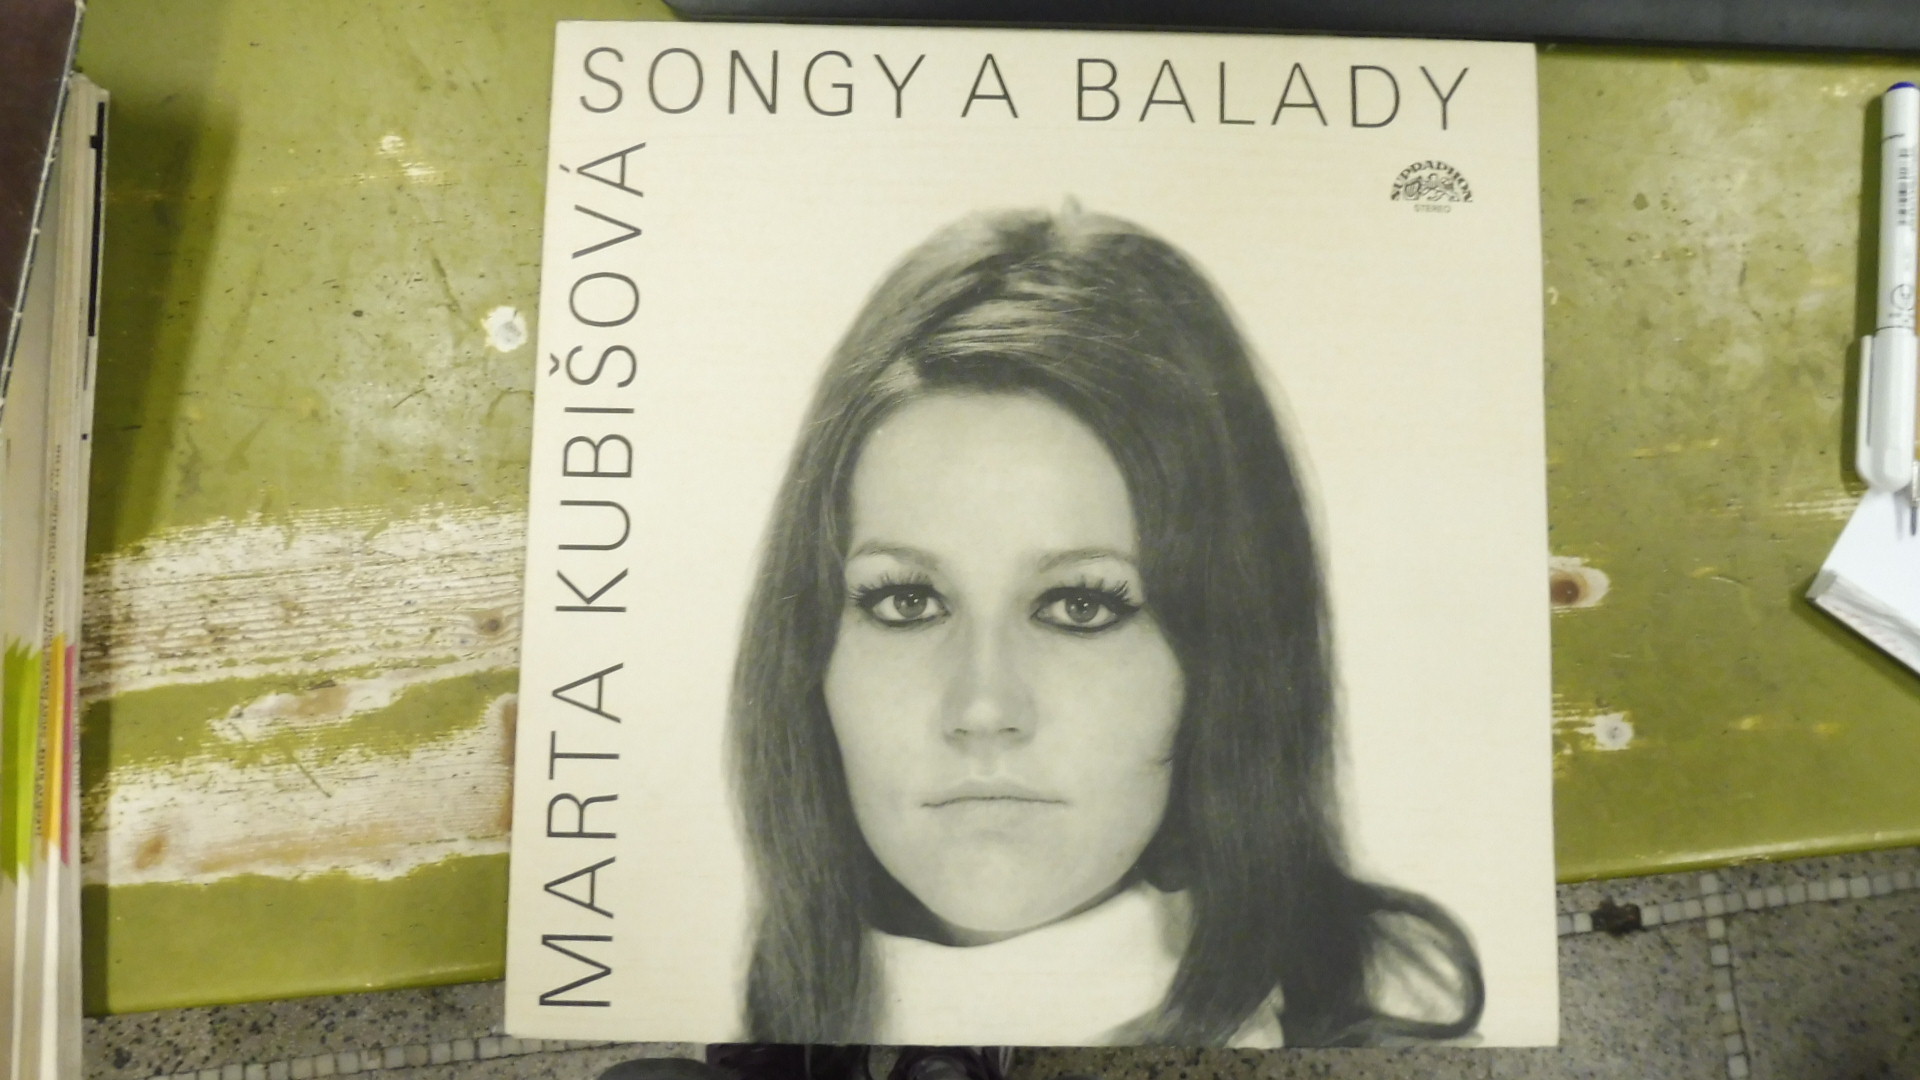 SONGY A BALADY
MARTA KUBIŠOVÁ
SUPRAPHON
STEREO